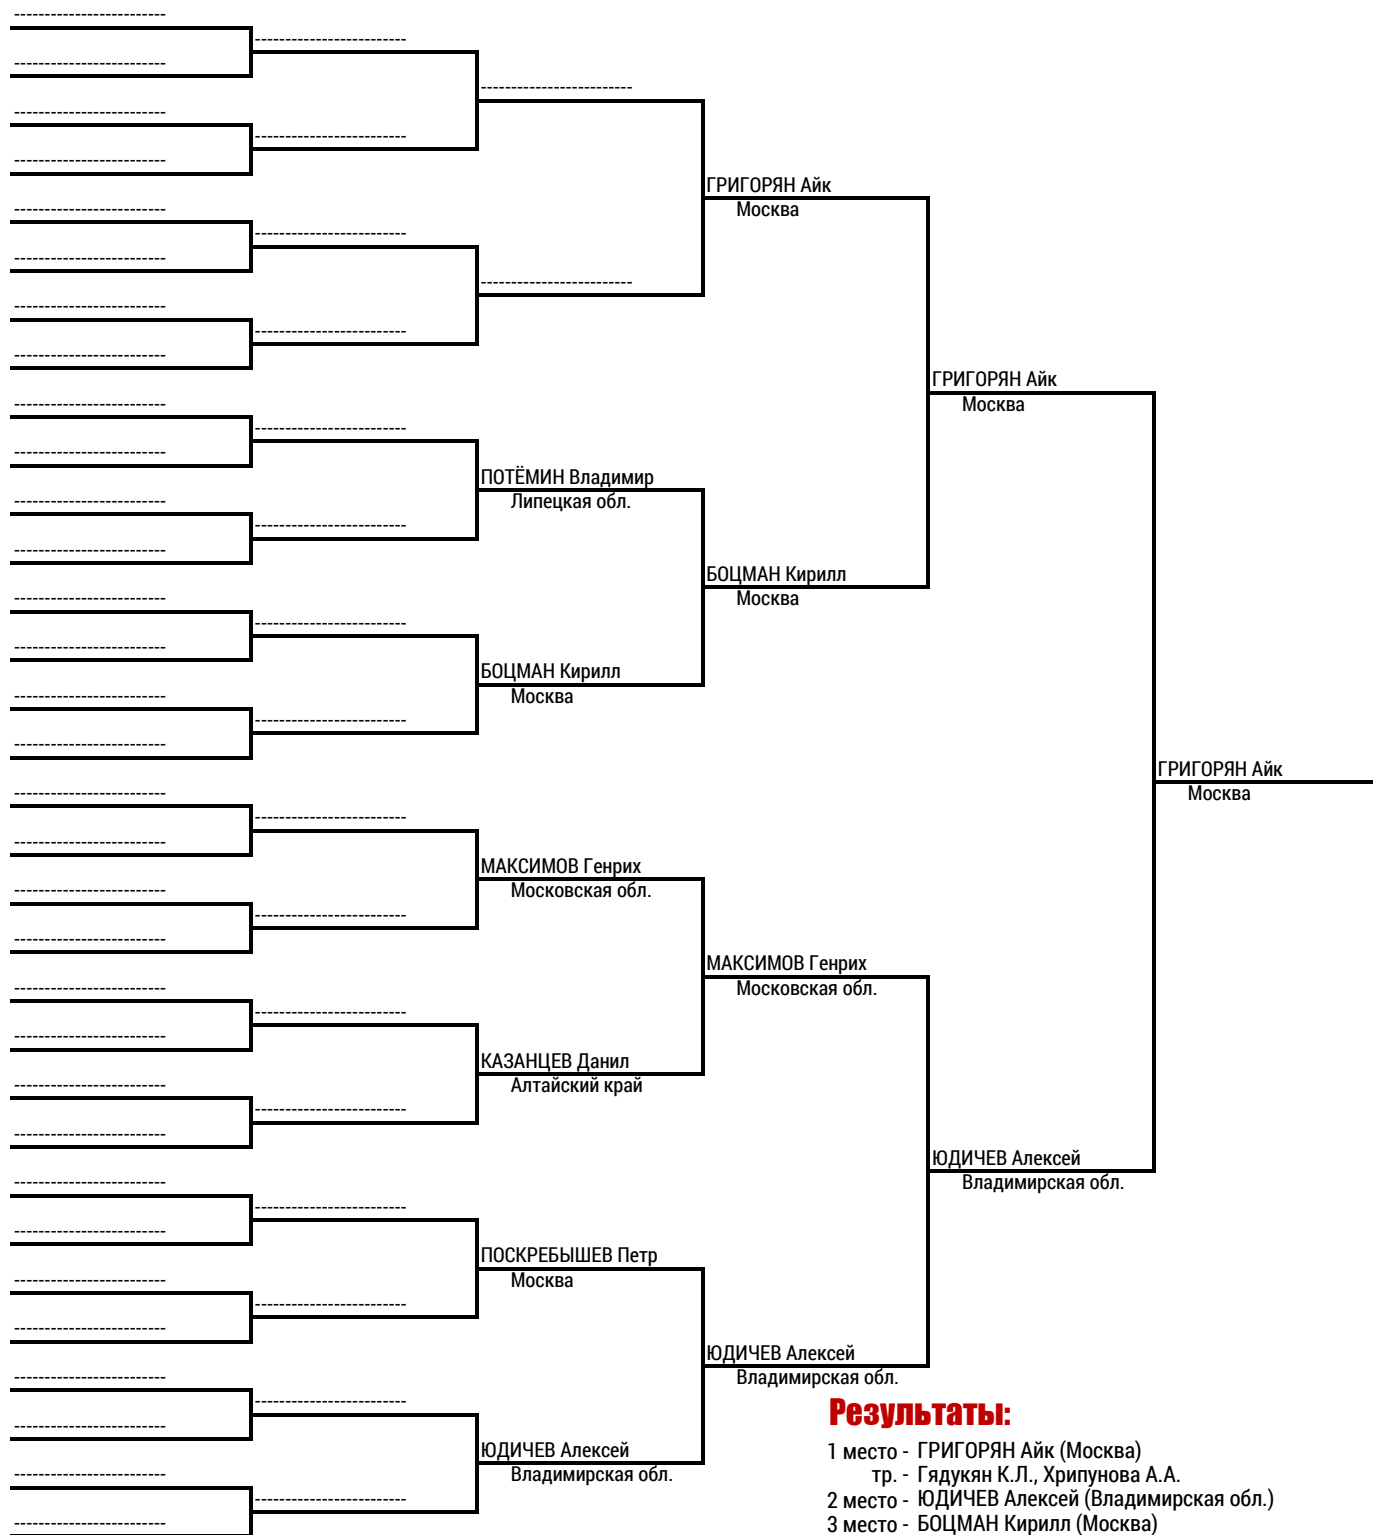 ГРИГОРЯН Айк
Москва
ГРИГОРЯН Айк
Москва
ПОТЁМИН Владимир
Липецкая обл.
БОЦМАН Кирилл
Москва
БОЦМАН Кирилл
Москва
ГРИГОРЯН Айк
Москва
МАКСИМОВ Генрих
Московская обл.
МАКСИМОВ Генрих
Московская обл.
КАЗАНЦЕВ Данил
Алтайский край
ЮДИЧЕВ Алексей
Владимирская обл.
ПОСКРЕБЫШЕВ Петр
Москва
ЮДИЧЕВ Алексей
Владимирская обл.
ЮДИЧЕВ Алексей
Владимирская обл.
Результаты:
1 место - ГРИГОРЯН Айк (Москва)
тр. - Гядукян К.Л., Хрипунова А.А.
2 место - ЮДИЧЕВ Алексей (Владимирская обл.)
3 место - БОЦМАН Кирилл (Москва)